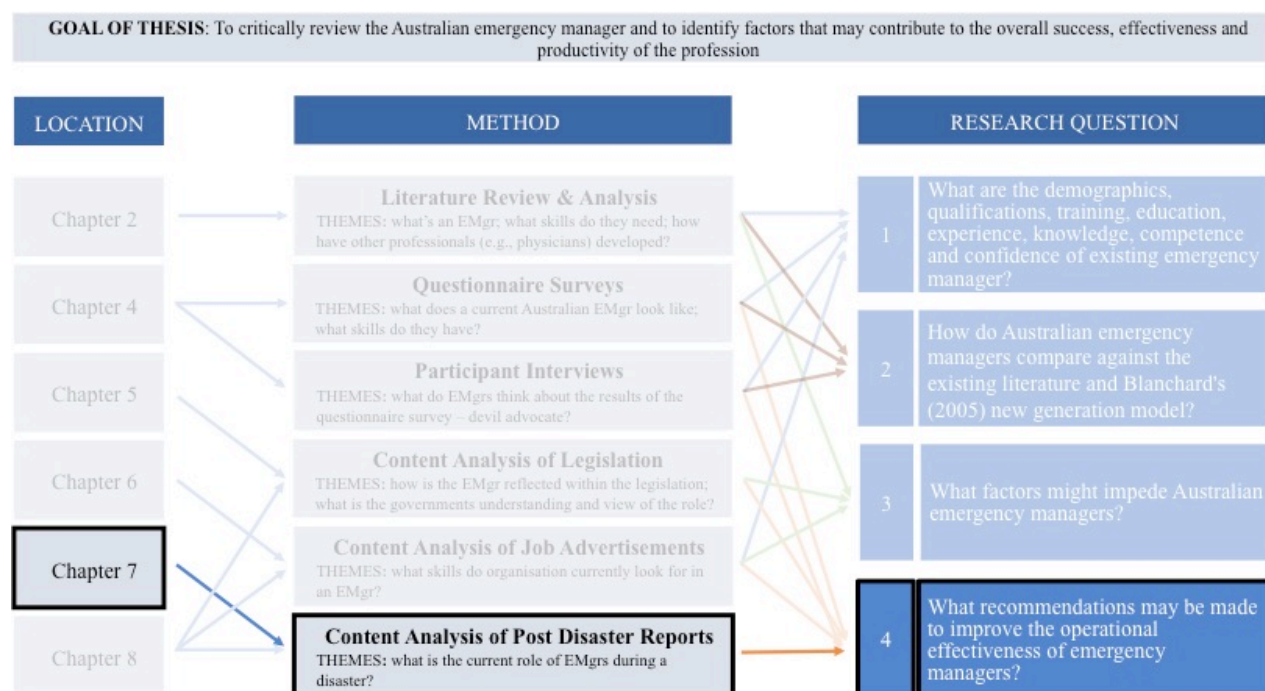 GOAL OF THESIS: To critically review the Australian emergency manager and to identify factors that may contribute to the overall success, effectiveness and
productivity of the profession
LOCATION
METHOD
RESEARCH QUESTION
Chapter 2
Literature Review & Analysis
THEMES: what's an EMgr; what skills do they need; how
have other professionals (e.g., physicians) developed?
1
What are the demographics,
qualifications, training, education,
experience, knowledge, competence
and confidence of existing emergency
manager?
Chapter 4
Questionnaire Surveys
THEMES: what does a current Australian EMgr look like;
what skills do they have?
2
How do Australian emergency
managers compare against the
existing literature and Blanchard's
(2005) new generation model?
Chapter 5
Participant Interviews
THEMES: what do EMgrs think about the results of the
questionnaire survey – devil advocate?
Chapter 6
Content Analysis of Legislation
THEMES: how is the EMgr reflected within the legislation;
what is the governments understanding and view of the role?
3
What factors might impede Australian
emergency managers?
Chapter 7
Content Analysis of Job Advertisements
THEMES: what skills do organisation currently look for in
an EMgr?
Chapter 8
Content Analysis of Post Disaster Reports
THEMES: what is the current role of EMgrs during a
disaster?
4
What recommendations may be made
to improve the operational
effectiveness of emergency
managers?